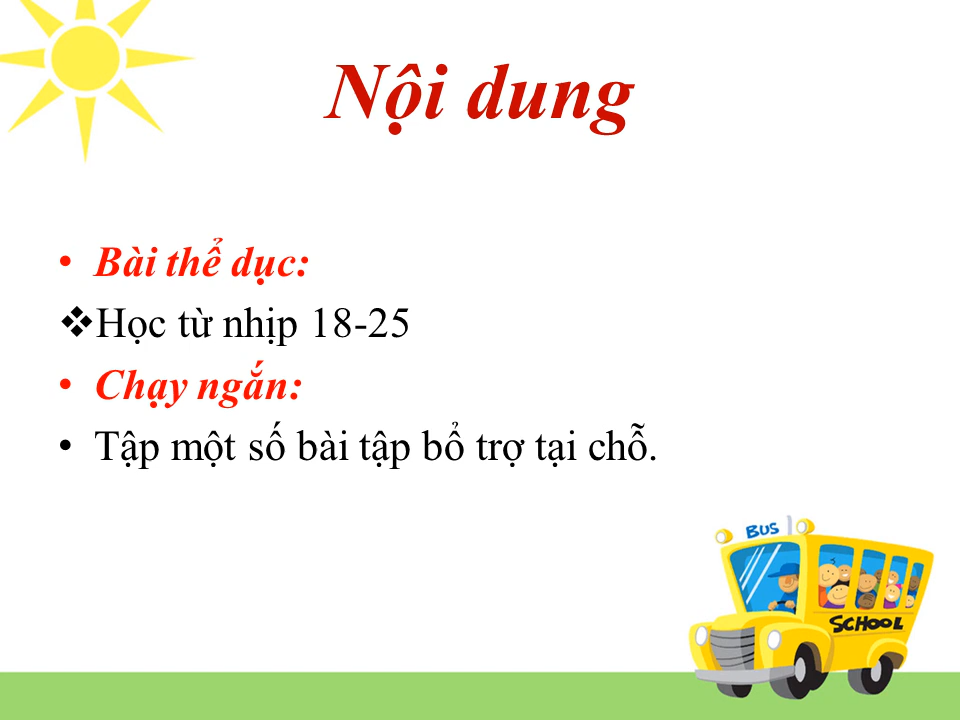 Nội dung
• Bài thể dục:
❖Học từ nhịp 18-25
• Chạy ngắn:
• Tập một số bài tập bổ trợ tại chỗ.
BUS
SCHOOL